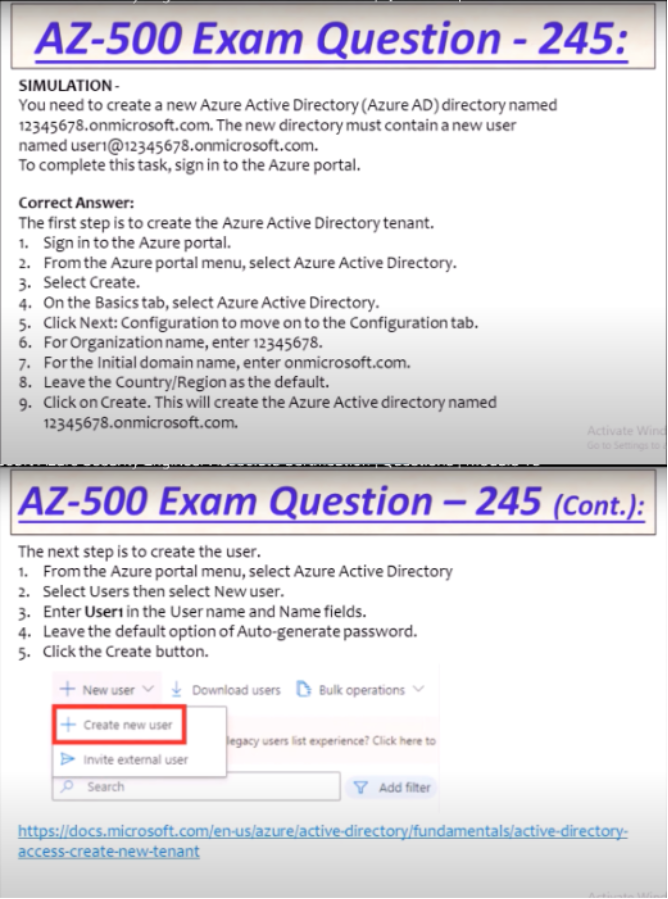 AZ-500 Exam Question - 245:
SIMULATION -
You need to create a new Azure Active Directory (Azure AD) directory named
12345678.onmicrosoft.com. The new directory must contain a new user
named user1@12345678.onmicrosoft.com.
To complete this task, sign in to the Azure portal.
Correct Answer:
The first step is to create the Azure Active Directory tenant.
1. Sign in to the Azure portal.
2. From the Azure portal menu, select Azure Active Directory.
3. Select Create.
4. On the Basics tab, select Azure Active Directory.
5. Click Next: Configuration to move on to the Configuration tab.
6. For Organization name, enter 12345678.
7. For the Initial domain name, enter onmicrosoft.com.
8. Leave the Country/Region as the default.
9. Click on Create. This will create the Azure Active directory named
12345678.onmicrosoft.com.
Activate Wind
Go to Settings to
AZ-500 Exam Question – 245 (Cont.):
The next step is to create the user.
1. From the Azure portal menu, select Azure Active Directory
2. Select Users then select New user.
3. Enter User1 in the User name and Name fields.
4. Leave the default option of Auto-generate password.
5. Click the Create button.
New user Download users Bulk operations
Create new user
legacy users list experience? Click here to
Invite external user
Search Add filter
https://docs.microsoft.com/en-us/azure/active-directory/fundamentals/active-directory-
access-create-new-tenant
Activate Wind